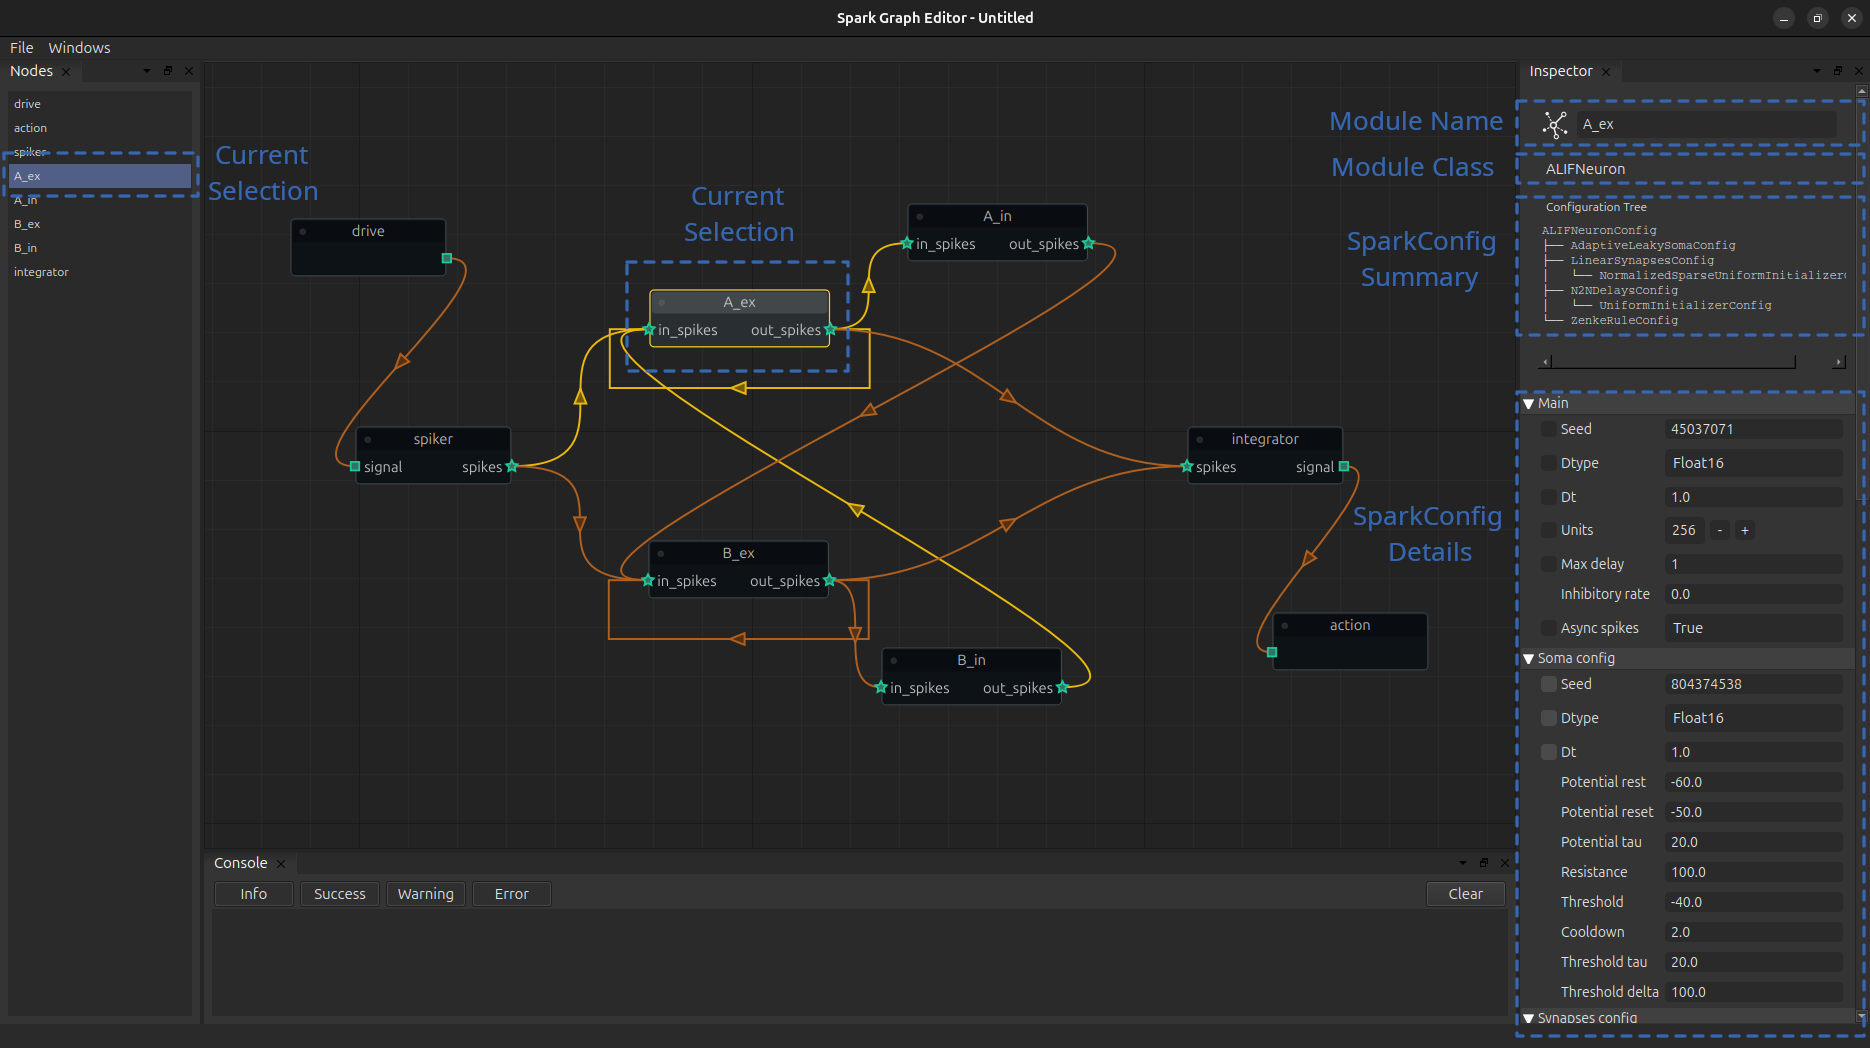 Spark Graph Editor - Untitled
File Windows
Nodes
drive
action
spiker
A_ex
A_in
B_ex
B_in
integrator
Current
Selection
Current
Selection
drive
A_ex
in_spikes out_spikes
A_in
in_spikes out_spikes
spiker
signal spikes
integrator
spikes signal
B_ex
in_spikes out_spikes
action
B_in
in_spikes out_spikes
Module Name
Module Class
SparkConfig
Summary
SparkConfig
Details
Console
Info Success Warning Error Clear
Inspector
A_ex
ALIFNeuron
Configuration Tree
ALIFNeuronConfig
├── AdaptiveLeakySomaConfig
├── LinearSynapsesConfig
│   └── NormalizedSparseUniformInitializer
├── N2NDelaysConfig
│   └── UniformInitializerConfig
└── ZenkeRuleConfig
Main
Seed 45037071
Dtype Float16
Dt 1.0
Units 256 - +
Max delay 1
Inhibitory rate 0.0
Async spikes True
Soma config
Seed 804374538
Dtype Float16
Dt 1.0
Potential rest -60.0
Potential reset -50.0
Potential tau 20.0
Resistance 100.0
Threshold -40.0
Cooldown 2.0
Threshold tau 20.0
Threshold delta 100.0
Synapses config